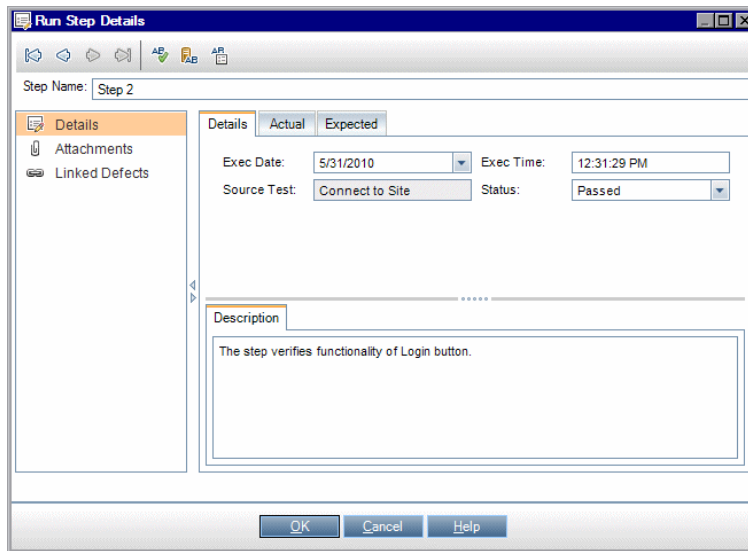 Run Step Details
Step Name: Step 2
Details
Attachments
Linked Defects
Details Actual Expected
Exec Date: 5/31/2010 Exec Time: 12:31:29 PM
Source Test: Connect to Site Status: Passed
Description
The step verifies functionality of Login button.
OK Cancel Help